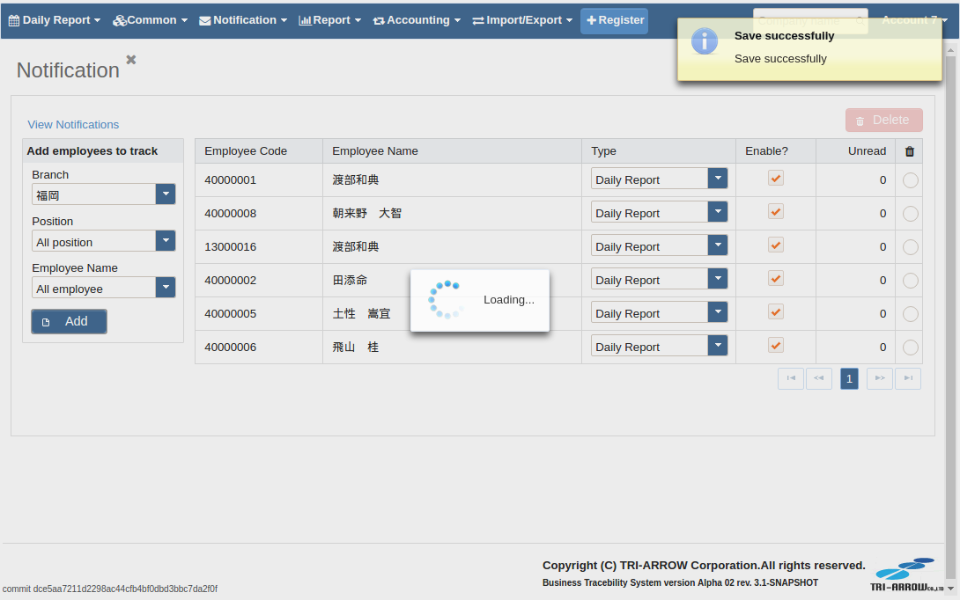 Daily Report Common Notification Report Accounting Import/Export Register Account 7
Save successfully
Save successfully
Notification
View Notifications
Delete
Add employees to track
Branch
福岡
Position
All position
Employee Name
All employee
Add
Employee Code Employee Name Type Enable? Unread
40000001 渡部和典 Daily Report 0
40000008 朝来野 大智 Daily Report 0
13000016 渡部和典 Daily Report 0
40000002 田添命 Daily Report 0
40000005 土性 嵩宜 Daily Report 0
40000006 飛山 桂 Daily Report 0
Loading...
1
Copyright (C) TRI-ARROW Corporation.All rights reserved.
Business Tracebility System version Alpha 02 rev. 3.1-SNAPSHOT
TRI-ARROW CO.,LTD
commit dce5aa7211d2298ac44cfb4bf0dbd3bbc7da2f0f